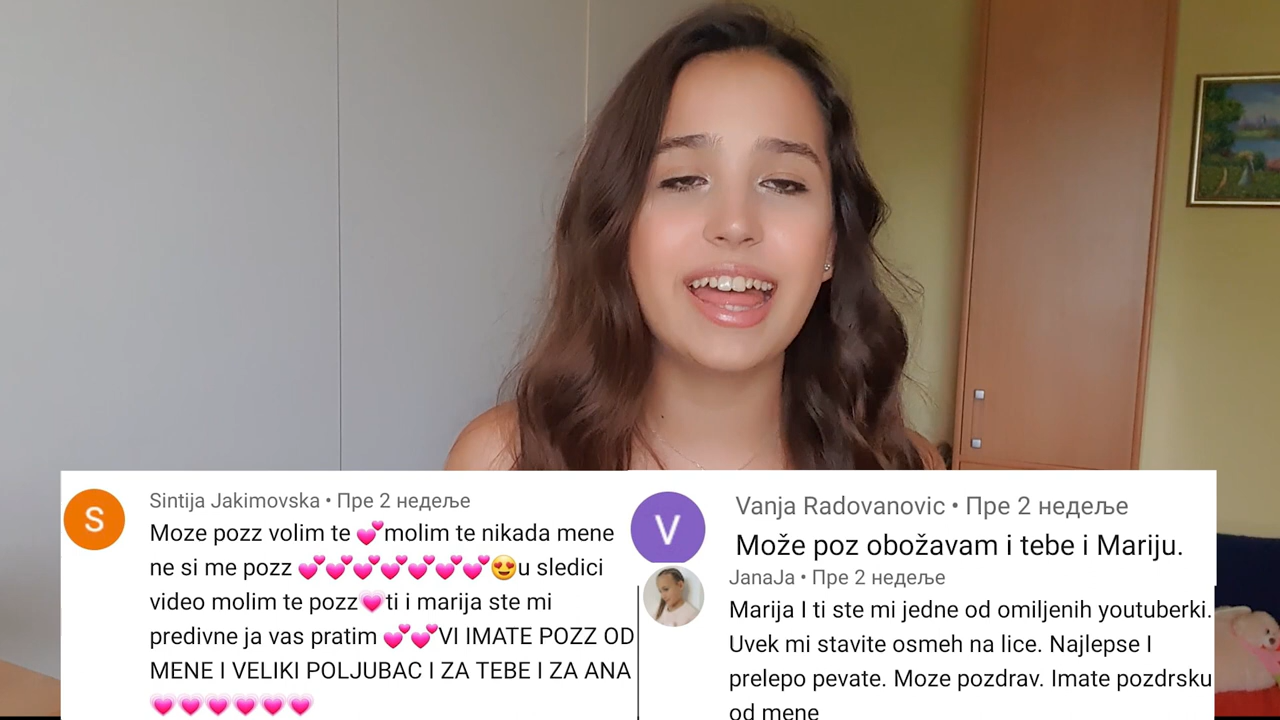 S
Sintija Jakimovska • Пре 2 недеље
Moze pozz volim te 💕molim te nikada mene
ne si me pozz 💕💕💕💕💕💕💕😍u sledici
video molim te pozz💗ti i marija ste mi
predivne ja vas pratim 💕💕VI IMATE POZZ OD
MENE I VELIKI POLJUBAC I ZA TEBE I ZA ANA
💗💗💗💗💗💗
V
Vanja Radovanovic • Пре 2 недеље
Može poz obožavam i tebe i Mariju.
JanaJa • Пре 2 недеље
Marija I ti ste mi jedne od omiljenih youtuberki.
Uvek mi stavite osmeh na lice. Najlepse I
prelepo pevate. Moze pozdrav. Imate pozdrsku
od mene